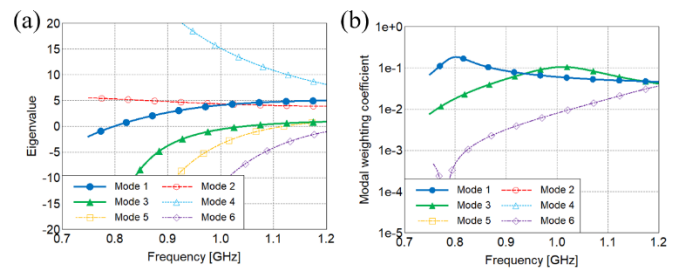 (a)
Eigenvalue
20
15
10
5
0
-5
-10
-15
-20
Mode 1 Mode 2
Mode 3 Mode 4
Mode 5 Mode 6
0.7 0.8 0.9 1.0 1.1 1.2
Frequency [GHz]
(b)
Modal weighting coefficient
1e+0
1e-1
1e-2
1e-3
1e-4
1e-5
Mode 1 Mode 2
Mode 3 Mode 4
Mode 5 Mode 6
0.7 0.8 0.9 1.0 1.1 1.2
Frequency [GHz]